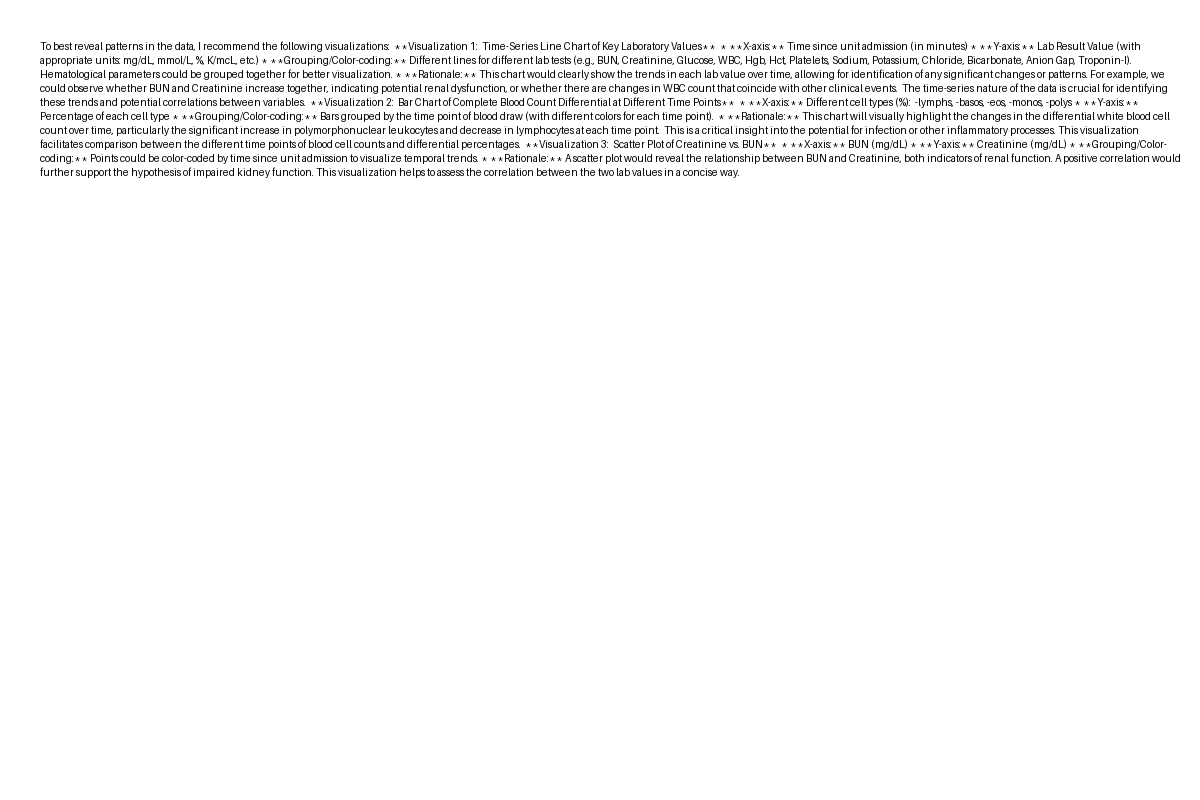 To best reveal patterns in the data, I recommend the following visualizations:  **Visualization 1:  Time-Series Line Chart of Key Laboratory Values**  * **X-axis:** Time since unit admission (in minutes) * **Y-axis:** Lab Result Value (with
appropriate units: mg/dL, mmol/L, %, K/mcL, etc.) * **Grouping/Color-coding:** Different lines for different lab tests (e.g., BUN, Creatinine, Glucose, WBC, Hgb, Hct, Platelets, Sodium, Potassium, Chloride, Bicarbonate, Anion Gap, Troponin-I).
Hematological parameters could be grouped together for better visualization. * **Rationale:** This chart would clearly show the trends in each lab value over time, allowing for identification of any significant changes or patterns. For example, we
could observe whether BUN and Creatinine increase together, indicating potential renal dysfunction, or whether there are changes in WBC count that coincide with other clinical events.  The time-series nature of the data is crucial for identifying
these trends and potential correlations between variables.  **Visualization 2:  Bar Chart of Complete Blood Count Differential at Different Time Points**  * **X-axis:** Different cell types (%):  -lymphs, -basos, -eos, -monos, -polys * **Y-axis:**
Percentage of each cell type * **Grouping/Color-coding:** Bars grouped by the time point of blood draw (with different colors for each time point).  * **Rationale:** This chart will visually highlight the changes in the differential white blood cell
count over time, particularly the significant increase in polymorphonuclear leukocytes and decrease in lymphocytes at each time point.  This is a critical insight into the potential for infection or other inflammatory processes. This visualization
facilitates comparison between the different time points of blood cell counts and differential percentages.  **Visualization 3:  Scatter Plot of Creatinine vs. BUN**  * **X-axis:** BUN (mg/dL) * **Y-axis:** Creatinine (mg/dL) * **Grouping/Color-
coding:** Points could be color-coded by time since unit admission to visualize temporal trends. * **Rationale:** A scatter plot would reveal the relationship between BUN and Creatinine, both indicators of renal function. A positive correlation would
further support the hypothesis of impaired kidney function. This visualization helps to assess the correlation between the two lab values in a concise way.